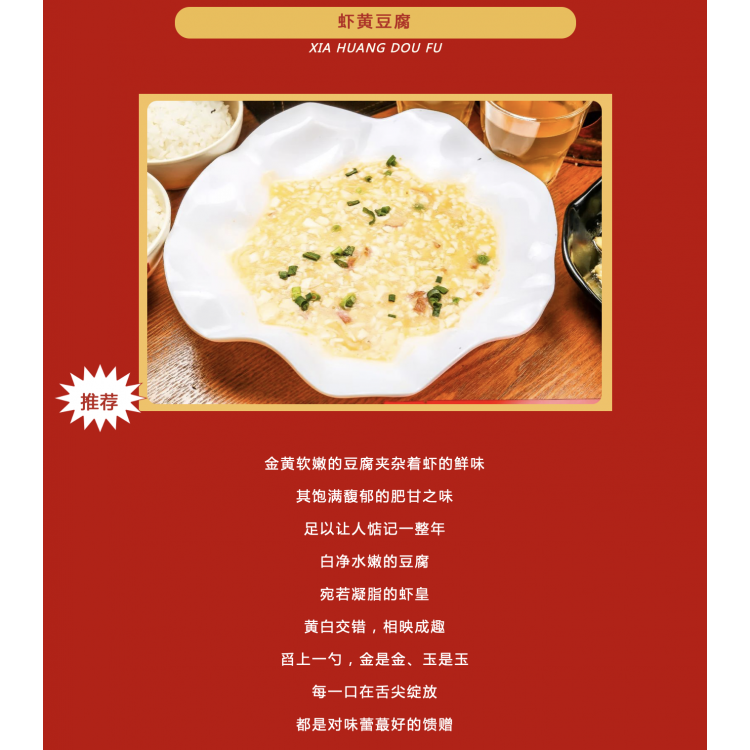 虾黄豆腐
XIA HUANG DOU FU
推荐
金黄软嫩的豆腐夹杂着虾的鲜味
其饱满馥郁的肥甘之味
足以让人惦记一整年
白净水嫩的豆腐
宛若凝脂的虾皇
黄白交错，相映成趣
舀上一勺，金是金、玉是玉
每一口在舌尖绽放
都是对味蕾蕞好的馈赠